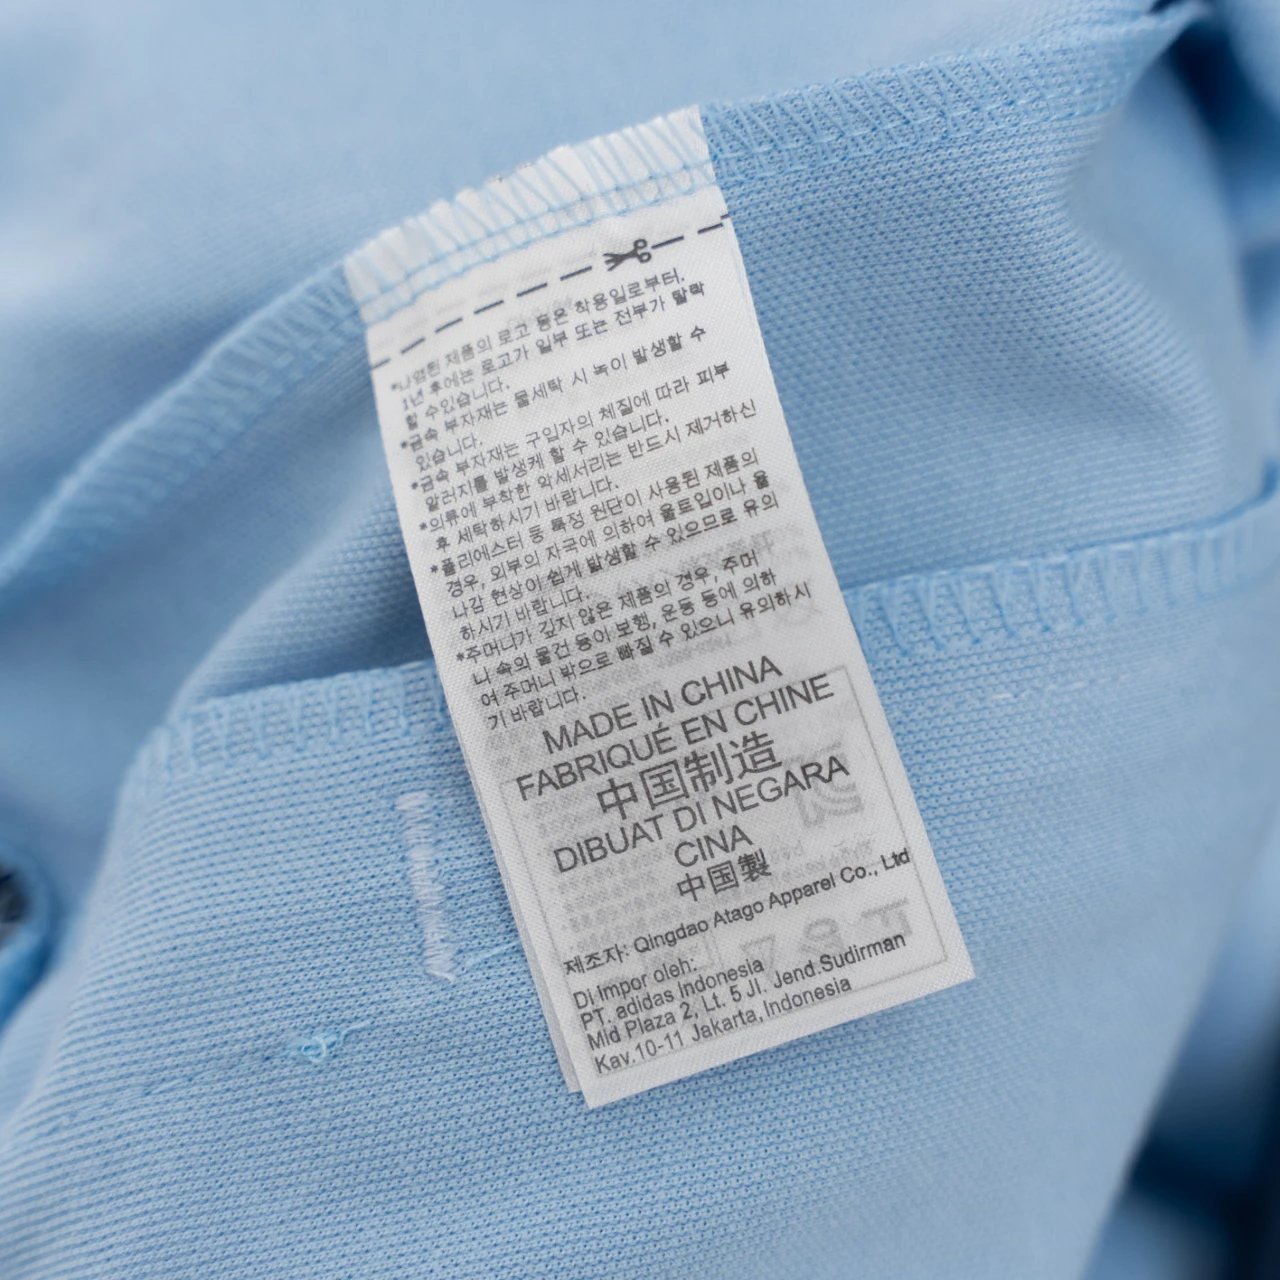 *나염된 제품의 로고 등은 착용일로부터.
1년 후에는 로고가 일부 또는 전부가 탈락
할 수있습니다.
*금속 부자재는 물세탁 시 녹이 발생할 수
있습니다.
*금속 부자재는 구입자의 체질에 따라 피부
알러지를 발생케 할 수 있습니다.
*의류에 부착한 악세서리는 반드시 제거하신
후 세탁하시기 바랍니다.
*폴리에스터 등 특정 원단이 사용된 제품의
경우, 외부의 자극에 의하여 올트임이나 올
나감 현상이 쉽게 발생할 수 있으므로 유의
하시기 바랍니다.
*주머니가 깊지 않은 제품의 경우, 주머
니 속의 물건 등이 보행, 운동 등에 의하
여 주머니 밖으로 빠질 수 있으니 유의하시
기 바랍니다.
MADE IN CHINA
FABRIQUÉ EN CHINE
中国制造
DIBUAT DI NEGARA
CINA
中国製
제조자: Qingdao Atago Apparel Co., Ltd
Di Impor oleh:
PT. adidas Indonesia
Mid Plaza 2, Lt. 5 Jl. Jend.Sudirman
Kav.10-11 Jakarta,Indonesia